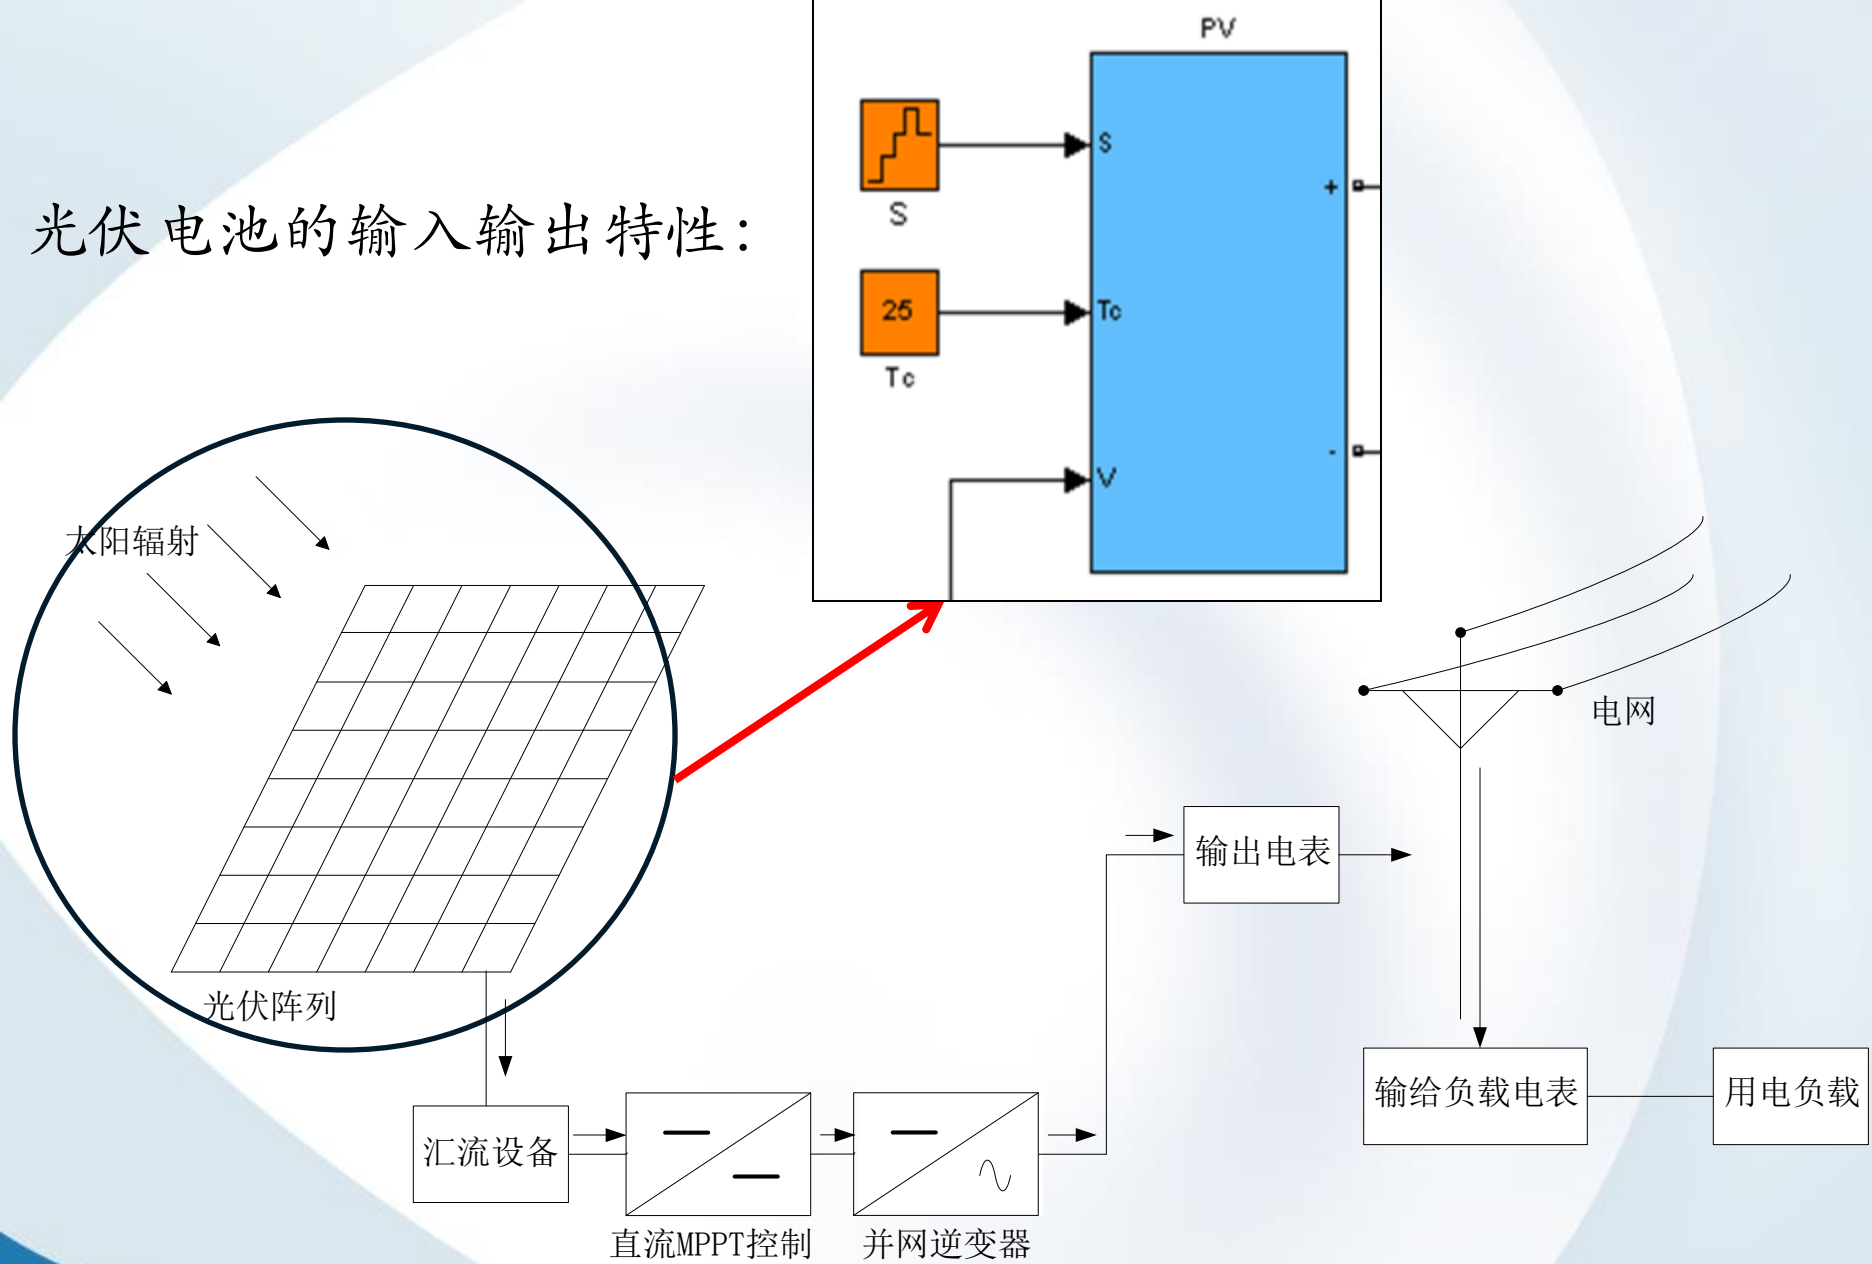 PV
S
S
+
光伏电池的输入输出特性：
25
Tc
Tc
-
V
太阳辐射
电网
输出电表
光伏阵列
输给负载电表
用电负载
汇流设备
直流MPPT控制
并网逆变器